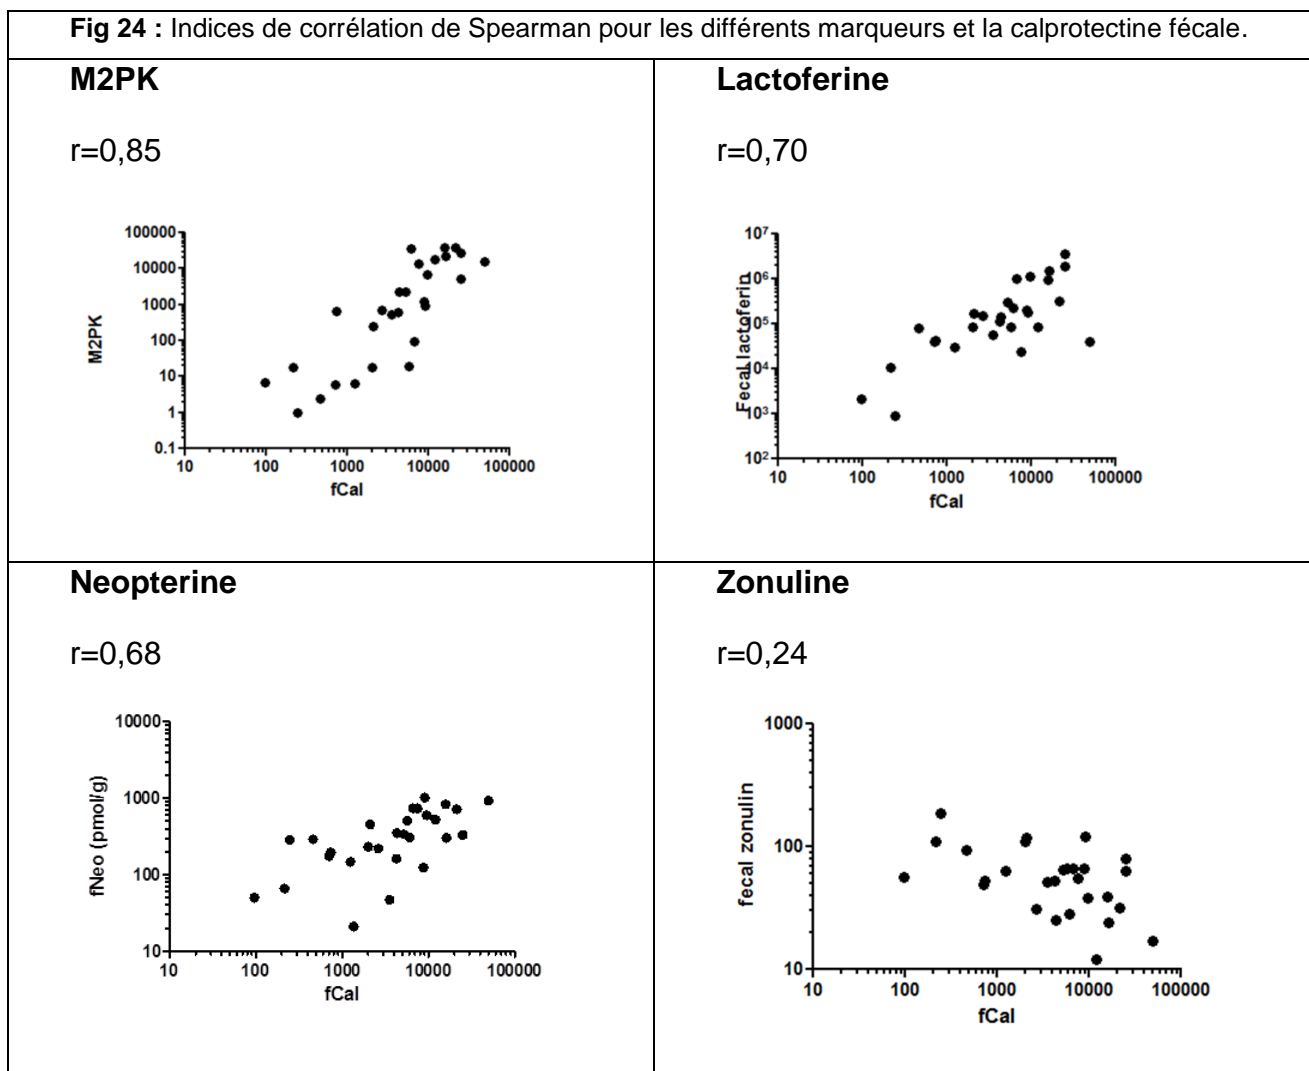 Fig 24 : Indices de corrélation de Spearman pour les différents marqueurs et la calprotectine fécale.
M2PK
r=0,85
100000
10000
1000
100
10
1
0.1
M2PK
10 100 1000 10000 100000
fCal
Lactoferine
r=0,70
10⁷
10⁶
10⁵
10⁴
10³
10²
Fecal lactoferin
10 100 1000 10000 100000
fCal
Neopterine
r=0,68
10000
1000
100
10
fNeo (pmol/g)
10 100 1000 10000 100000
fCal
Zonuline
r=0,24
1000
100
10
fecal zonulin
10 100 1000 10000 100000
fCal